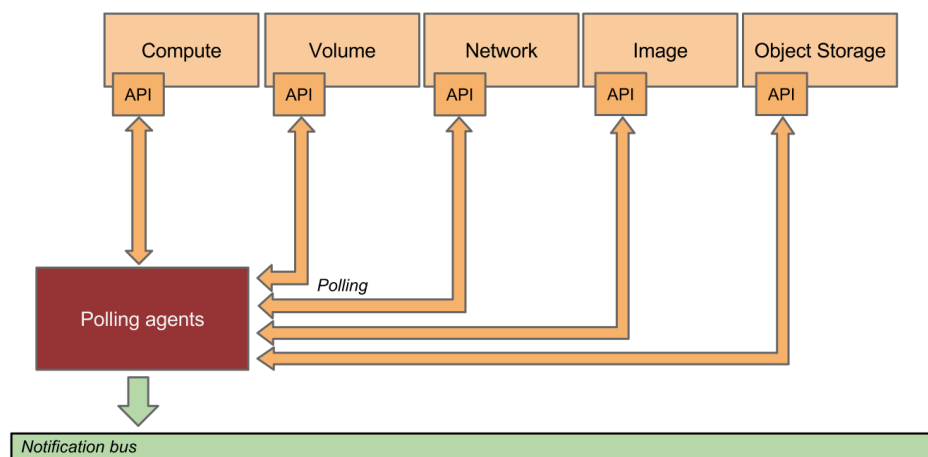 Compute
Volume
Network
Image
Object Storage
API
API
API
API
API
Polling
Polling agents
Notification bus